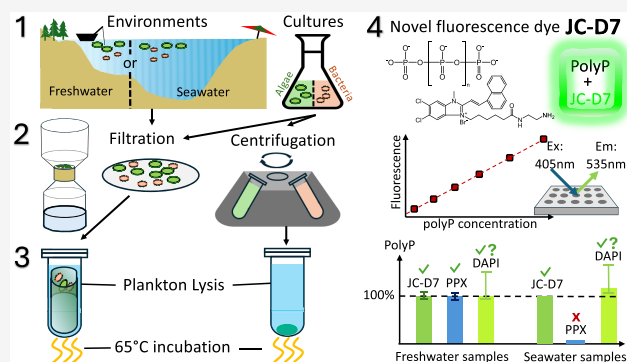 1
Environments
or
Freshwater
Seawater
Cultures
Algae
Bacteria
2
Filtration
Centrifugation
3
Plankton Lysis
65°C incubation
4 Novel fluorescence dye JC-D7
PolyP
+
JC-D7
Fluorescence
polyP concentration
Ex:
405nm
Em:
535nm
PolyP
100%
JC-D7
PPX
?
DAPI
JC-D7
x
PPX
?
DAPI
Freshwater samples
Seawater samples